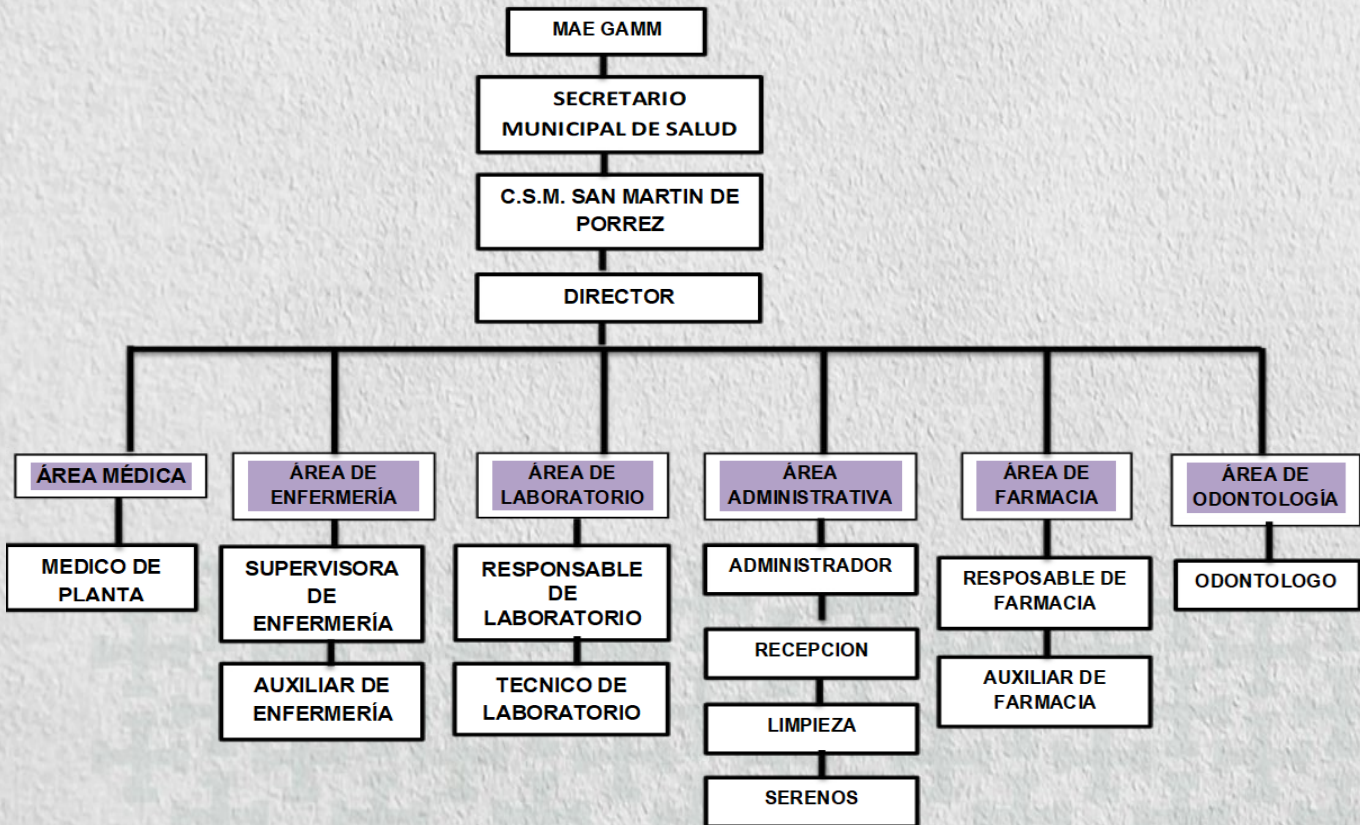 MAE GAMM
SECRETARIO
MUNICIPAL DE SALUD
C.S.M. SAN MARTIN DE
PORREZ
DIRECTOR
ÁREA MÉDICA
MEDICO DE
PLANTA
ÁREA DE
ENFERMERÍA
SUPERVISORA
DE
ENFERMERÍA
AUXILIAR DE
ENFERMERÍA
ÁREA DE
LABORATORIO
RESPONSABLE
DE
LABORATORIO
TECNICO DE
LABORATORIO
ÁREA
ADMINISTRATIVA
ADMINISTRADOR
RECEPCION
LIMPIEZA
SERENOS
ÁREA DE
FARMACIA
RESPOSABLE DE
FARMACIA
AUXILIAR DE
FARMACIA
ÁREA DE
ODONTOLOGÍA
ODONTOLOGO